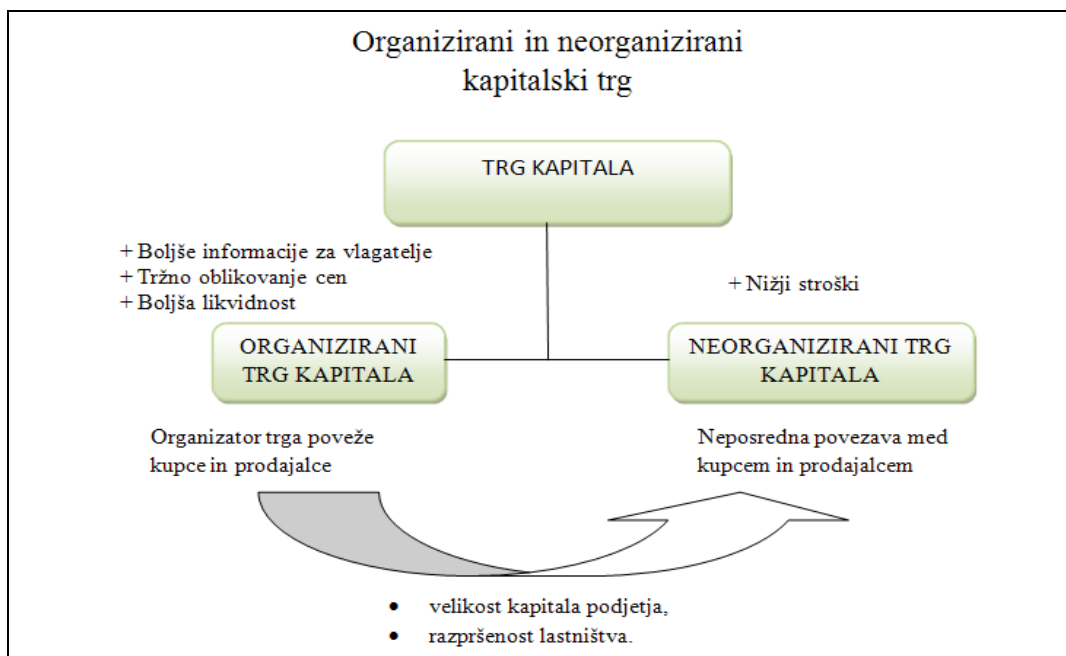 Organizirani in neorganizirani
kapitalski trg
TRG KAPITALA
+ Boljše informacije za vlagatelje
+ Tržno oblikovanje cen
+ Boljša likvidnost
+ Nižji stroški
ORGANIZIRANI
TRG KAPITALA
NEORGANIZIRANI TRG
KAPITALA
Organizator trga poveže
kupce in prodajalce
Neposredna povezava med
kupcem in prodajalcem
• velikost kapitala podjetja,
• razpršenost lastništva.